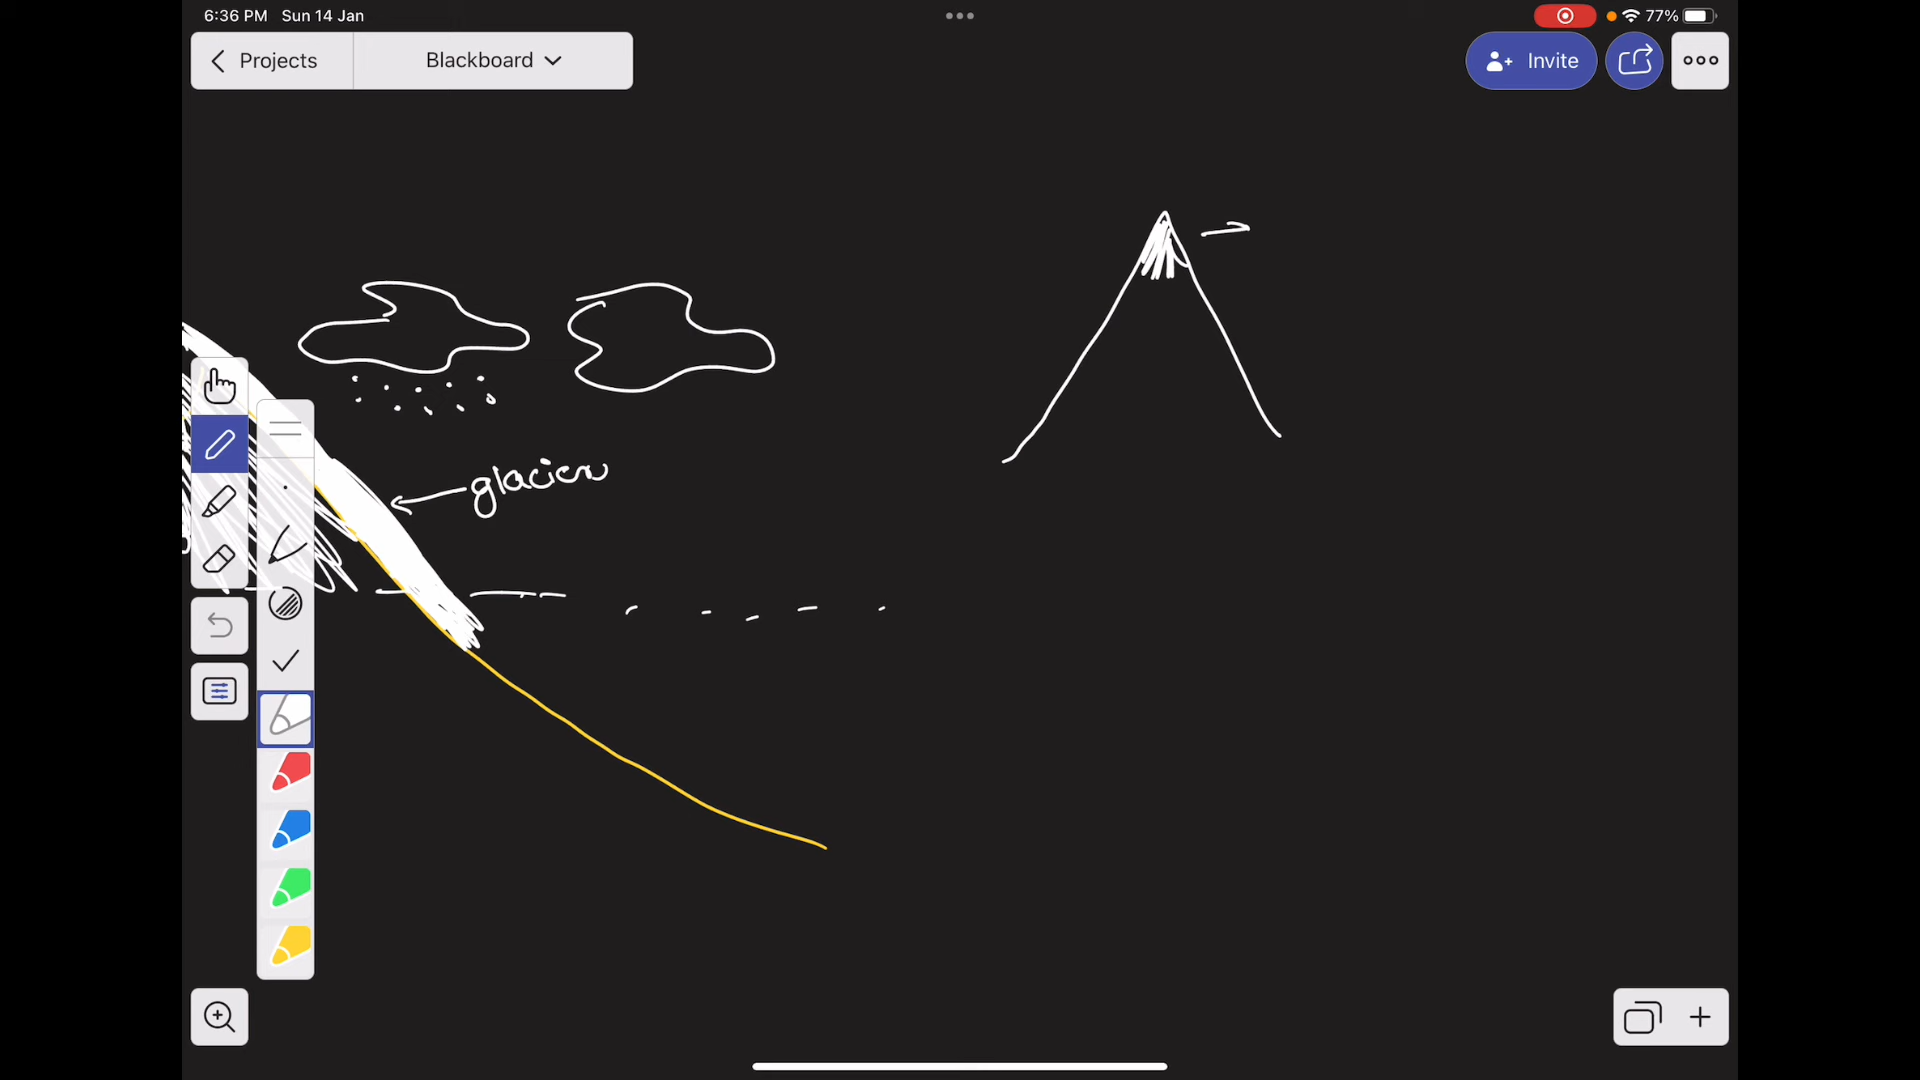 6:36 PM Sun 14 Jan
77%
Projects
Blackboard
Invite
glacier